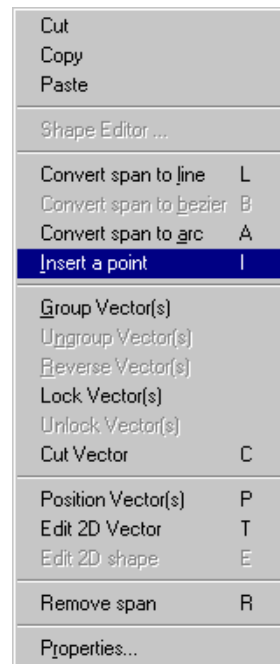 Cut
Copy
Paste
Shape Editor ...
Convert span to line L
Convert span to bezier B
Convert span to arc A
Insert a point I
Group Vector(s)
Ungroup Vector(s)
Reverse Vector(s)
Lock Vector(s)
Unlock Vector(s)
Cut Vector C
Position Vector(s) P
Edit 2D Vector T
Edit 2D shape E
Remove span R
Properties...